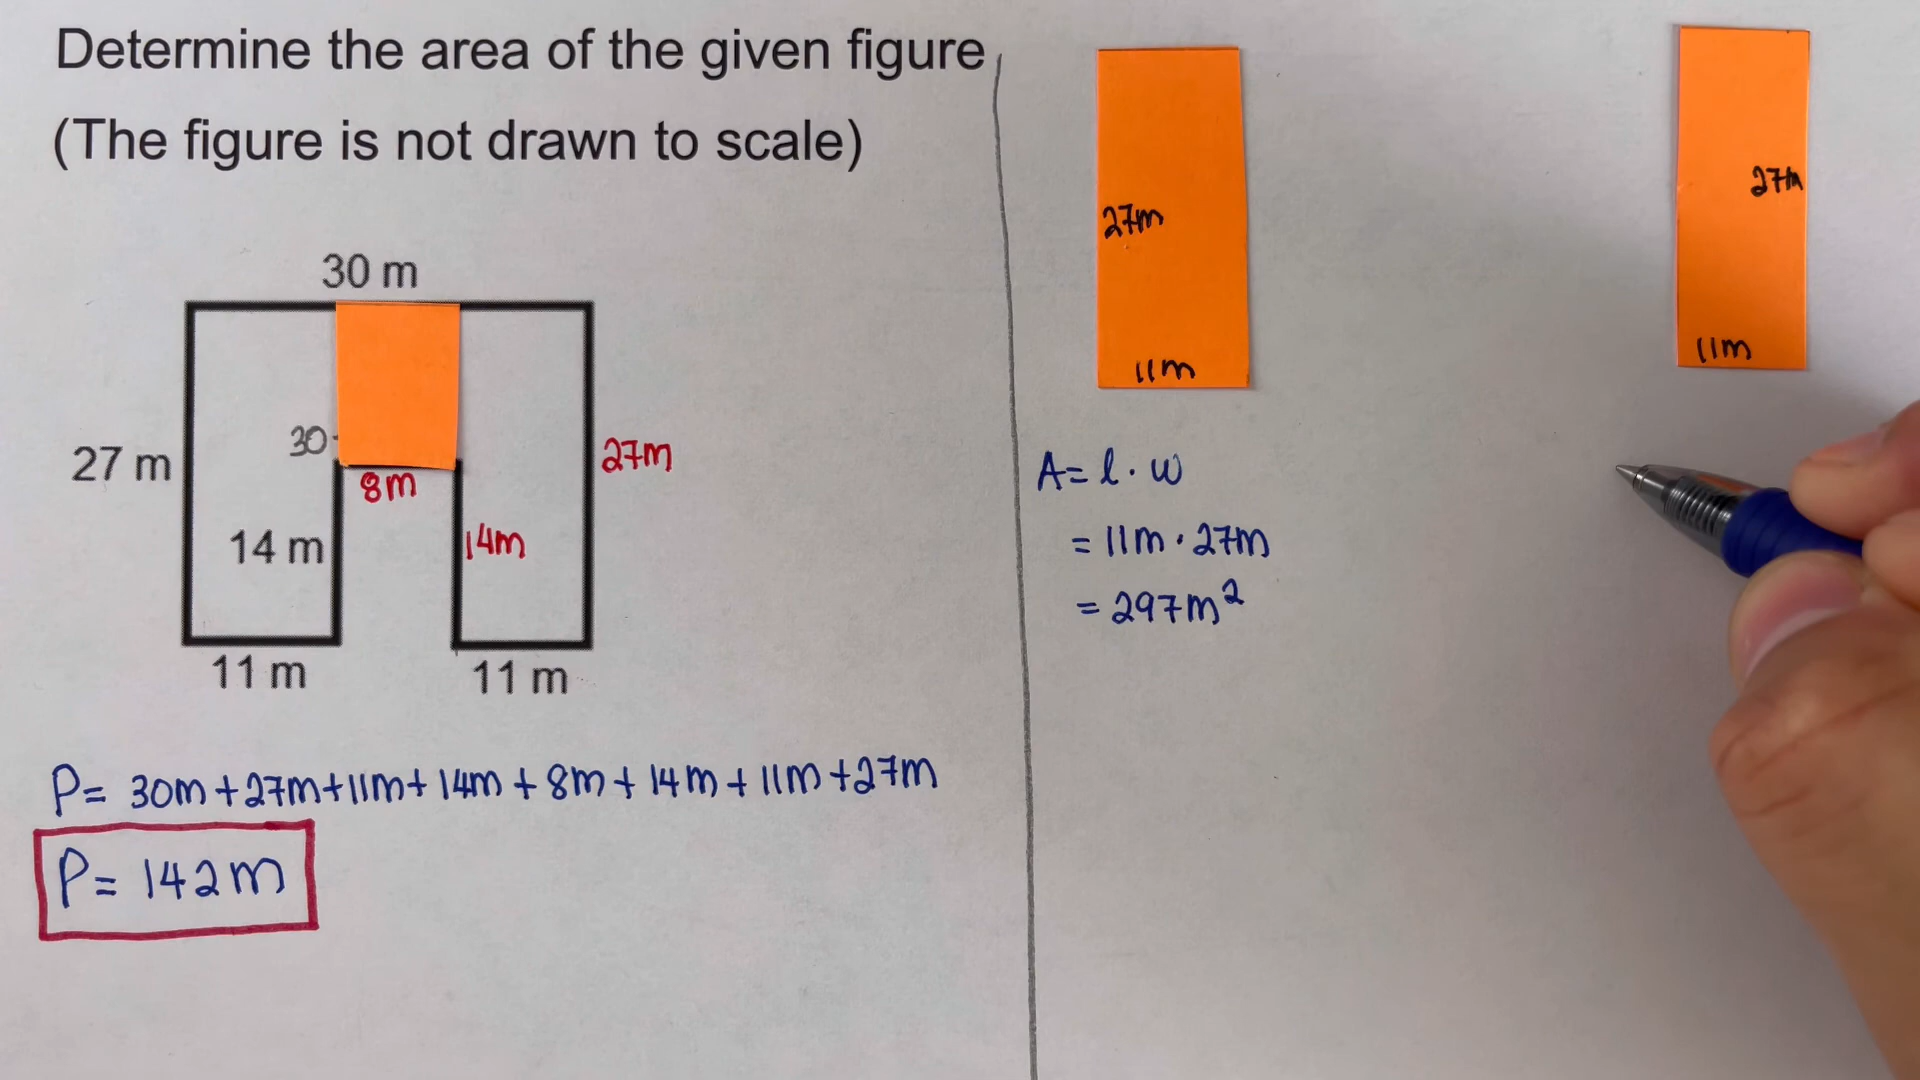 Determine the area of the given figure
(The figure is not drawn to scale)
30 m
27 m
30
8m
27m
14 m
14m
11 m
11 m
P= 30m+27m+11m+14m+8m+14m+11m+27m
P= 142m
27m
11m
27m
11m
A= l · w
= 11m · 27m
= 297m²